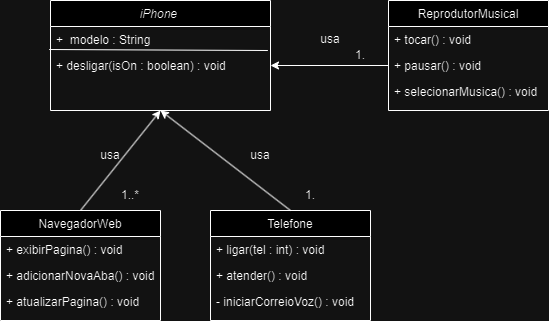 iPhone
+ modelo : String
+ desligar(isOn : boolean) : void
ReprodutorMusical
+ tocar() : void
+ pausar() : void
+ selecionarMusica() : void
usa
1.
usa
1..*
usa
1.
NavegadorWeb
+ exibirPagina() : void
+ adicionarNovaAba() : void
+ atualizarPagina() : void
Telefone
+ ligar(tel : int) : void
+ atender() : void
- iniciarCorreioVoz() : void